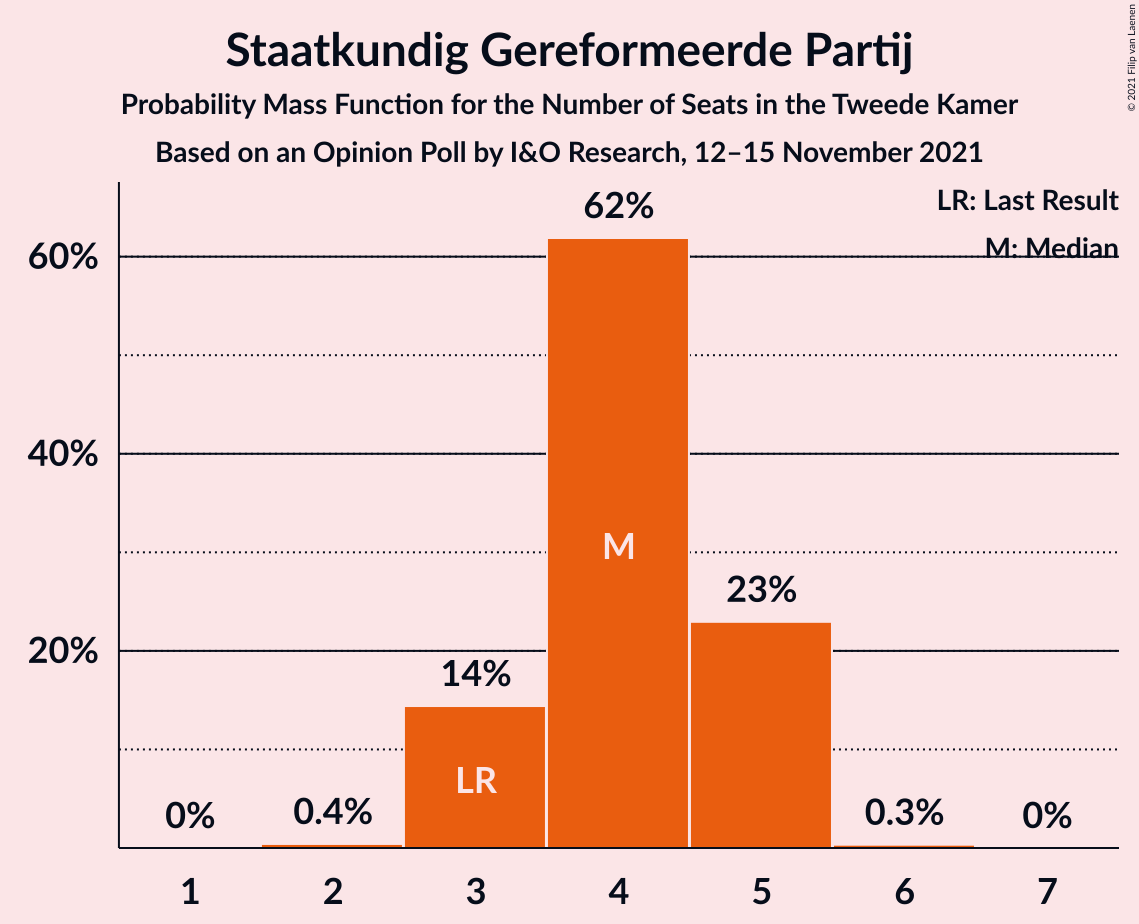 Staatkundig Gereformeerde Partij
Probability Mass Function for the Number of Seats in the Tweede Kamer
Based on an Opinion Poll by I&O Research, 12–15 November 2021
© 2021 Filip van Laenen
LR: Last Result
M: Median
62%
60%
40%
M
23%
20%
14%
LR
0%
0.4%
0.3%
0%
1 2 3 4 5 6 7